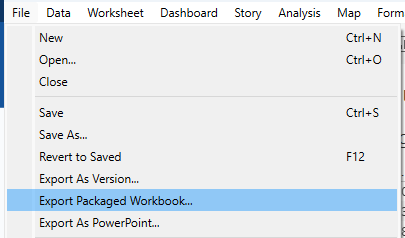 File Data Worksheet Dashboard Story Analysis Map Form
New Ctrl+N
Open... Ctrl+O
Close
Save Ctrl+S
Save As...
Revert to Saved F12
Export As Version...
Export Packaged Workbook...
Export As PowerPoint...